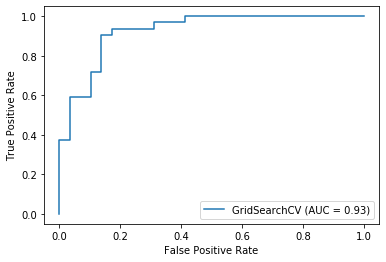 1.0
0.8
0.6
0.4
0.2
0.0
True Positive Rate
GridSearchCV (AUC = 0.93)
0.0 0.2 0.4 0.6 0.8 1.0
False Positive Rate